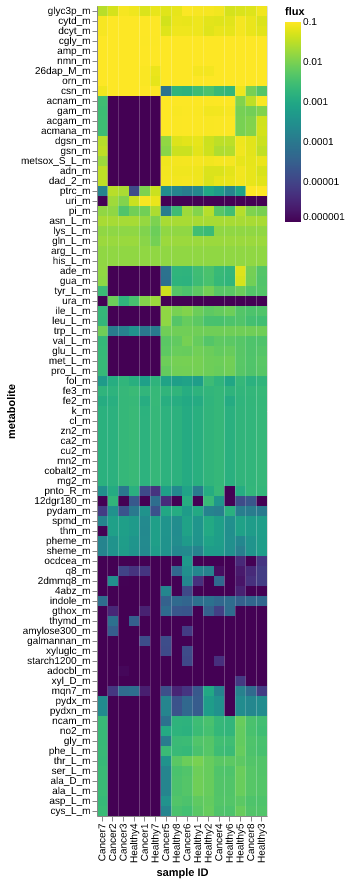 flux
0.1
0.01
0.001
0.0001
0.00001
0.000001
metabolite
glyc3p_m
cytd_m
dcyt_m
cgly_m
amp_m
nmn_m
26dap_M_m
orn_m
csn_m
acnam_m
gam_m
acgam_m
acmana_m
dgsn_m
gsn_m
metsox_S_L_m
adn_m
dad_2_m
ptrc_m
uri_m
pi_m
asn_L_m
lys_L_m
gln_L_m
arg_L_m
his_L_m
ade_m
gua_m
tyr_L_m
ura_m
ile_L_m
leu_L_m
trp_L_m
val_L_m
glu_L_m
met_L_m
pro_L_m
fol_m
fe3_m
fe2_m
k_m
cl_m
zn2_m
ca2_m
cu2_m
mn2_m
cobalt2_m
mg2_m
pnto_R_m
12dgr180_m
pydam_m
spmd_m
thm_m
pheme_m
sheme_m
ocdcea_m
q8_m
2dmmq8_m
4abz_m
indole_m
gthox_m
thymd_m
amylose300_m
galmannan_m
xyluglc_m
starch1200_m
adocbl_m
xyl_D_m
mqn7_m
pydx_m
pydxn_m
ncam_m
no2_m
gly_m
phe_L_m
thr_L_m
ser_L_m
ala_D_m
ala_L_m
asp_L_m
cys_L_m
Cancer7
Cancer2
Cancer3
Healthy4
Cancer1
Healthy7
Cancer5
Healthy8
Cancer6
Healthy1
Healthy2
Cancer4
Healthy6
Healthy5
Cancer8
Healthy3
sample ID